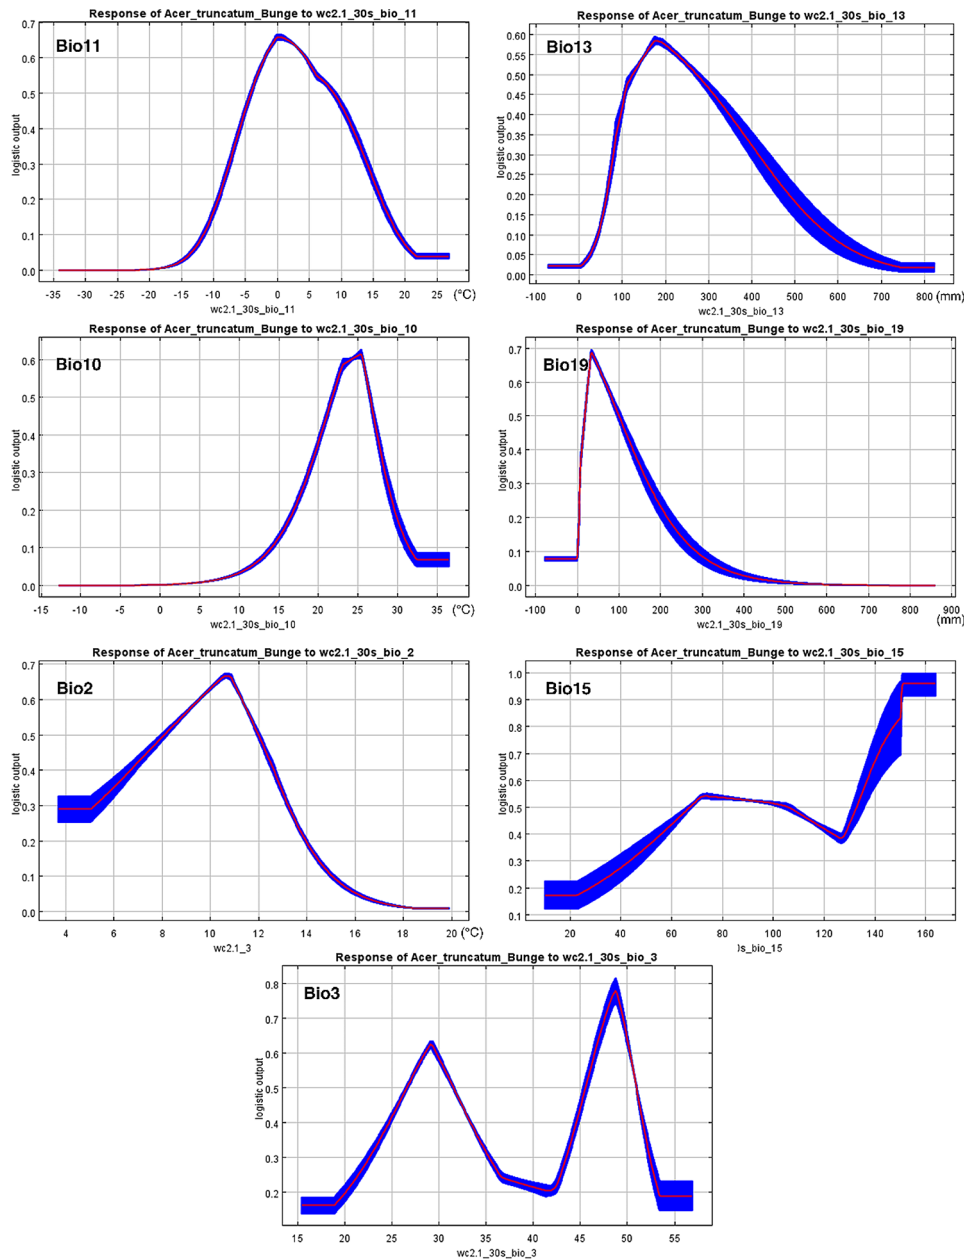 Response of Acer_truncatum_Bunge to wc2.1_30s_bio_11
Bio11
logistic output
0.7
0.6
0.5
0.4
0.3
0.2
0.1
0.0
-35 -30 -25 -20 -15 -10 -5 0 5 10 15 20 25 (°C)
wc2.1_30s_bio_11
Response of Acer_truncatum_Bunge to wc2.1_30s_bio_13
Bio13
logistic output
0.60
0.55
0.50
0.45
0.40
0.35
0.30
0.25
0.20
0.15
0.10
0.05
0.00
-100 0 100 200 300 400 500 600 700 800 (mm)
wc2.1_30s_bio_13
Response of Acer_truncatum_Bunge to wc2.1_30s_bio_10
Bio10
logistic output
0.6
0.5
0.4
0.3
0.2
0.1
0.0
-15 -10 -5 0 5 10 15 20 25 30 35 (°C)
wc2.1_30s_bio_10
Response of Acer_truncatum_Bunge to wc2.1_30s_bio_19
Bio19
logistic output
0.7
0.6
0.5
0.4
0.3
0.2
0.1
0.0
-100 0 100 200 300 400 500 600 700 800 900
(mm)
wc2.1_30s_bio_19
Response of Acer_truncatum_Bunge to wc2.1_30s_bio_2
Bio2
logistic output
0.7
0.6
0.5
0.4
0.3
0.2
0.1
0.0
4 6 8 10 12 14 16 18 20 (°C)
wc2.1_3
Response of Acer_truncatum_Bunge to wc2.1_30s_bio_15
Bio15
logistic output
1.0
0.9
0.8
0.7
0.6
0.5
0.4
0.3
0.2
0.1
20 40 60 80 100 120 140 160
0s_bio_15
Response of Acer_truncatum_Bunge to wc2.1_30s_bio_3
Bio3
logistic output
0.8
0.7
0.6
0.5
0.4
0.3
0.2
15 20 25 30 35 40 45 50 55
wc2.1_30s_bio_3